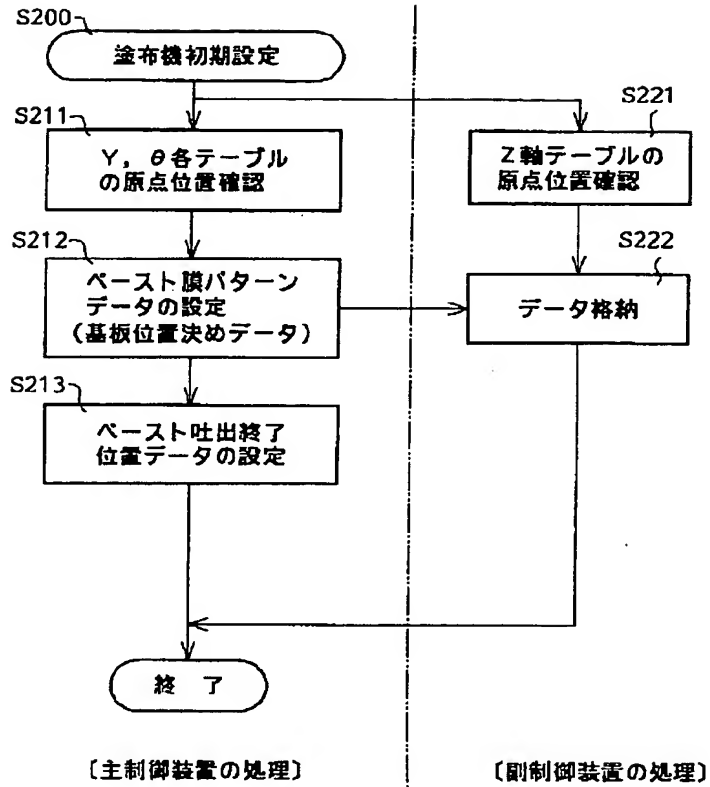 S200
塗布機初期設定
S211
Y,θ各テーブル
の原点位置確認
S221
Z軸テーブルの
原点位置確認
S212
ペースト膜パターン
データの設定
(基板位置決めデータ)
S222
データ格納
S213
ペースト吐出終了
位置データの設定
終 了
〔主制御装置の処理〕
〔副制御装置の処理〕